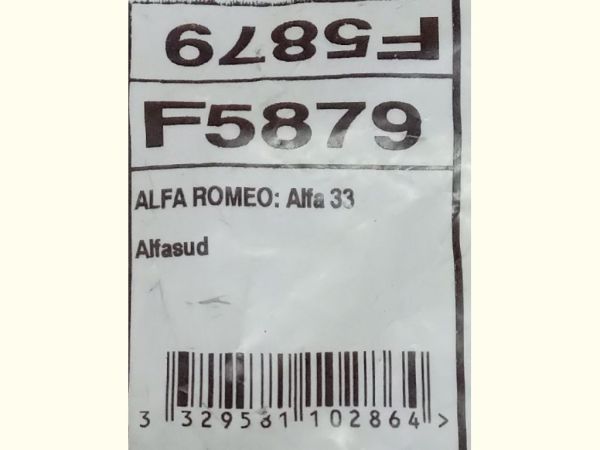 F5879
F5879
ALFA ROMEO: Alfa 33
Alfasud
3 329581 102864 >